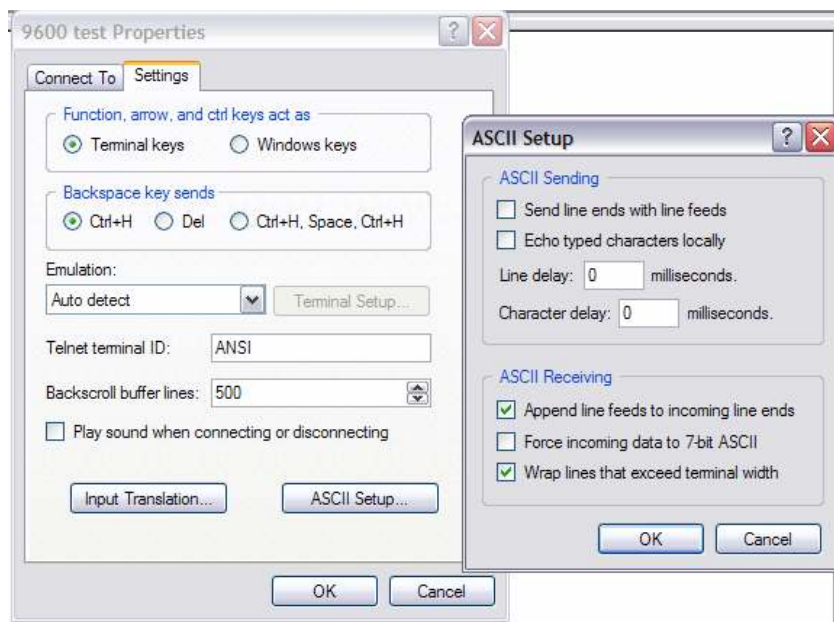 9600 test Properties
Connect To
Settings
Function, arrow, and ctrl keys act as
Terminal keys
Windows keys
Backspace key sends
Ctrl+H
Del
Ctrl+H, Space, Ctrl+H
Emulation:
Auto detect
Terminal Setup...
Telnet terminal ID: ANSI
Backscroll buffer lines: 500
Play sound when connecting or disconnecting
Input Translation...
ASCII Setup...
OK
Cancel
ASCII Setup
ASCII Sending
Send line ends with line feeds
Echo typed characters locally
Line delay: 0 milliseconds.
Character delay: 0 milliseconds.
ASCII Receiving
Append line feeds to incoming line ends
Force incoming data to 7-bit ASCII
Wrap lines that exceed terminal width
OK
Cancel